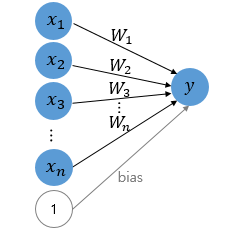 x₁
W₁
x₂
W₂
x₃
W₃
y
⋮
⋮
Wₙ
xₙ
bias
1